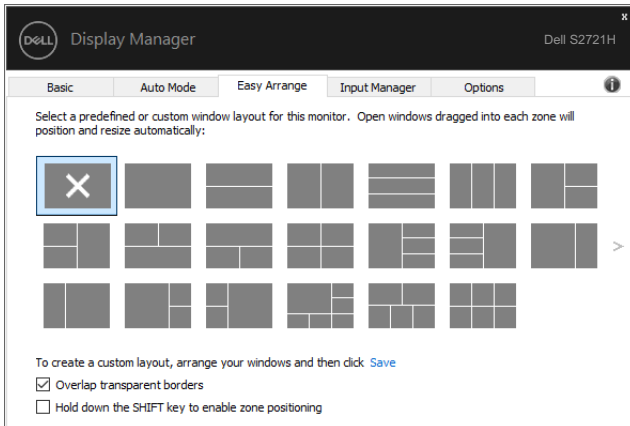 x
DELL Display Manager Dell S2721H
Basic Auto Mode Easy Arrange Input Manager Options
Select a predefined or custom window layout for this monitor. Open windows dragged into each zone will
position and resize automatically:
To create a custom layout, arrange your windows and then click Save
Overlap transparent borders
Hold down the SHIFT key to enable zone positioning